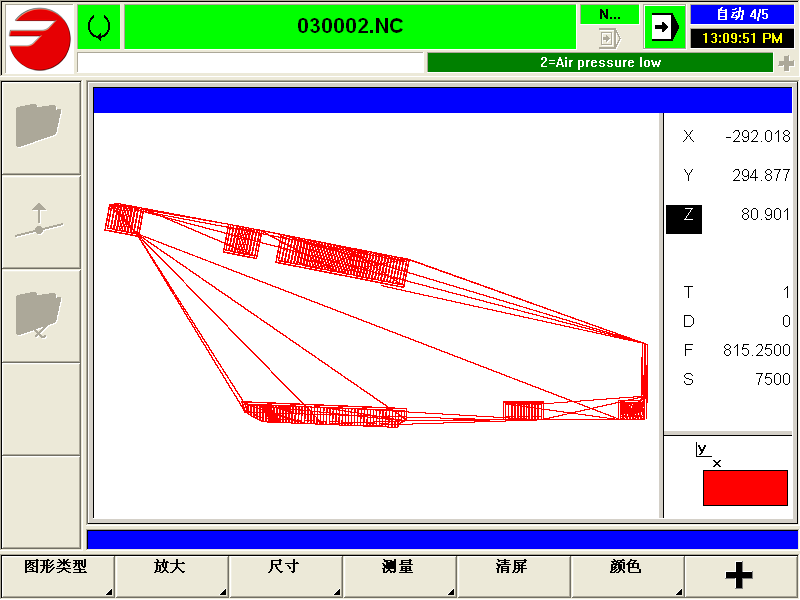 030002.NC
N...
自动 4/5
13:09:51 PM
2=Air pressure low
X -292.018
Y 294.877
Z 80.901
T 1
D 0
F 815.2500
S 7500
y
x
图形类型 放大 尺寸 测量 清屏 颜色